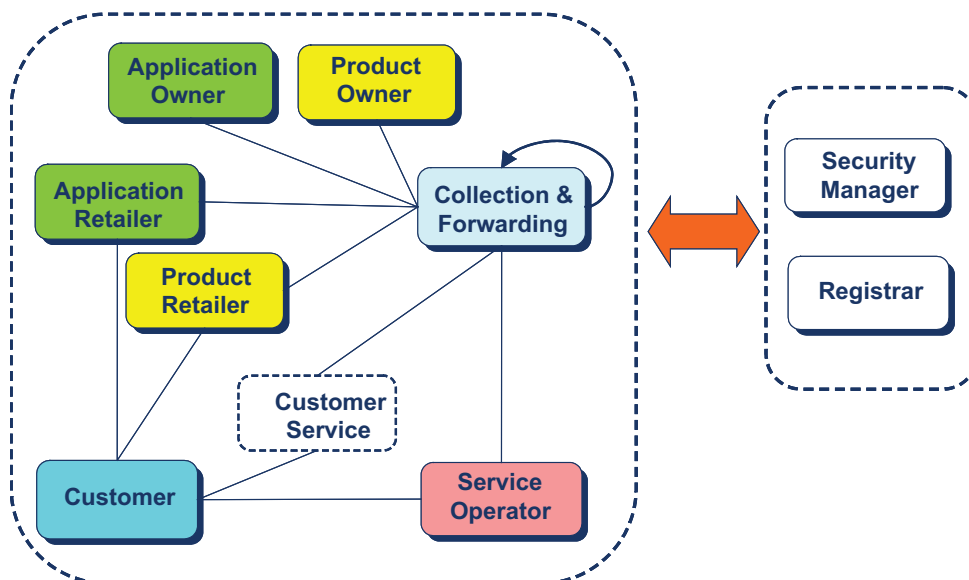 Application
Owner
Product
Owner
Application
Retailer
Collection &
Forwarding
Security
Manager
Product
Retailer
Registrar
Customer
Service
Customer
Service
Operator